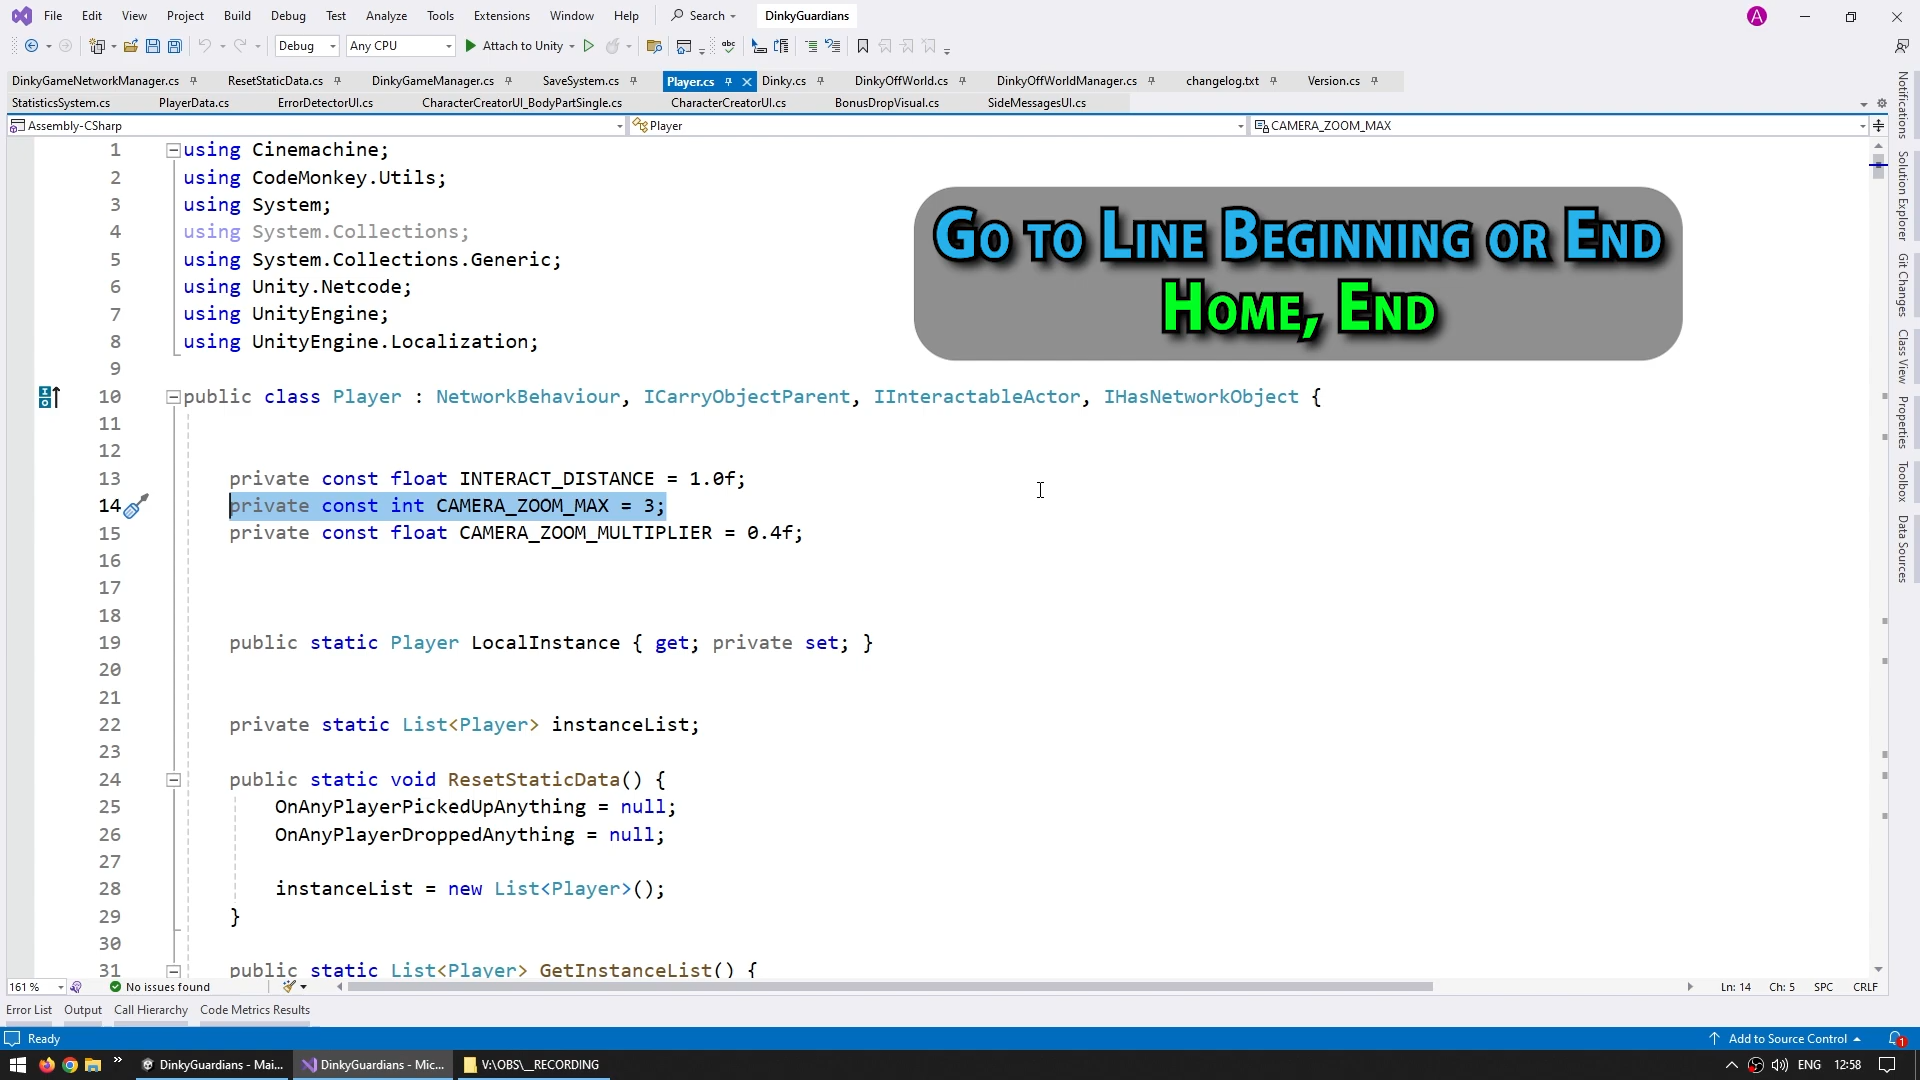 File Edit View Project Build Debug Test Analyze Tools Extensions Window Help Search DinkyGuardians A
Debug Any CPU Attach to Unity
DinkyGameNetworkManager.cs ResetStaticData.cs DinkyGameManager.cs SaveSystem.cs Player.cs Dinky.cs DinkyOffWorld.cs DinkyOffWorldManager.cs changelog.txt Version.cs
StatisticsSystem.cs PlayerData.cs ErrorDetectorUI.cs CharacterCreatorUI_BodyPartSingle.cs CharacterCreatorUI.cs BonusDropVisual.cs SideMessagesUI.cs
Assembly-CSharp Player CAMERA_ZOOM_MAX
1 using Cinemachine;
2 using CodeMonkey.Utils;
3 using System;
4 using System.Collections;
5 using System.Collections.Generic;
6 using Unity.Netcode;
7 using UnityEngine;
8 using UnityEngine.Localization;
9
10 public class Player : NetworkBehaviour, ICarryObjectParent, IInteractableActor, IHasNetworkObject {
11
12
13 private const float INTERACT_DISTANCE = 1.0f;
14 private const int CAMERA_ZOOM_MAX = 3;
15 private const float CAMERA_ZOOM_MULTIPLIER = 0.4f;
16
17
18
19 public static Player LocalInstance { get; private set; }
20
21
22 private static List<Player> instanceList;
23
24 public static void ResetStaticData() {
25 OnAnyPlayerPickedUpAnything = null;
26 OnAnyPlayerDroppedAnything = null;
27
28 instanceList = new List<Player>();
29 }
30
31 public static List<Player> GetInstanceList() {
Go to Line Beginning or End
Home, End
Notifications
Solution Explorer
Git Changes
Class View
Properties
Toolbox
Data Sources
161 % No issues found Ln: 14 Ch: 5 SPC CRLF
Error List Output Call Hierarchy Code Metrics Results
Ready Add to Source Control 1
DinkyGuardians - Mai... DinkyGuardians - Mic... V:\OBS\__RECORDING ENG 12:58